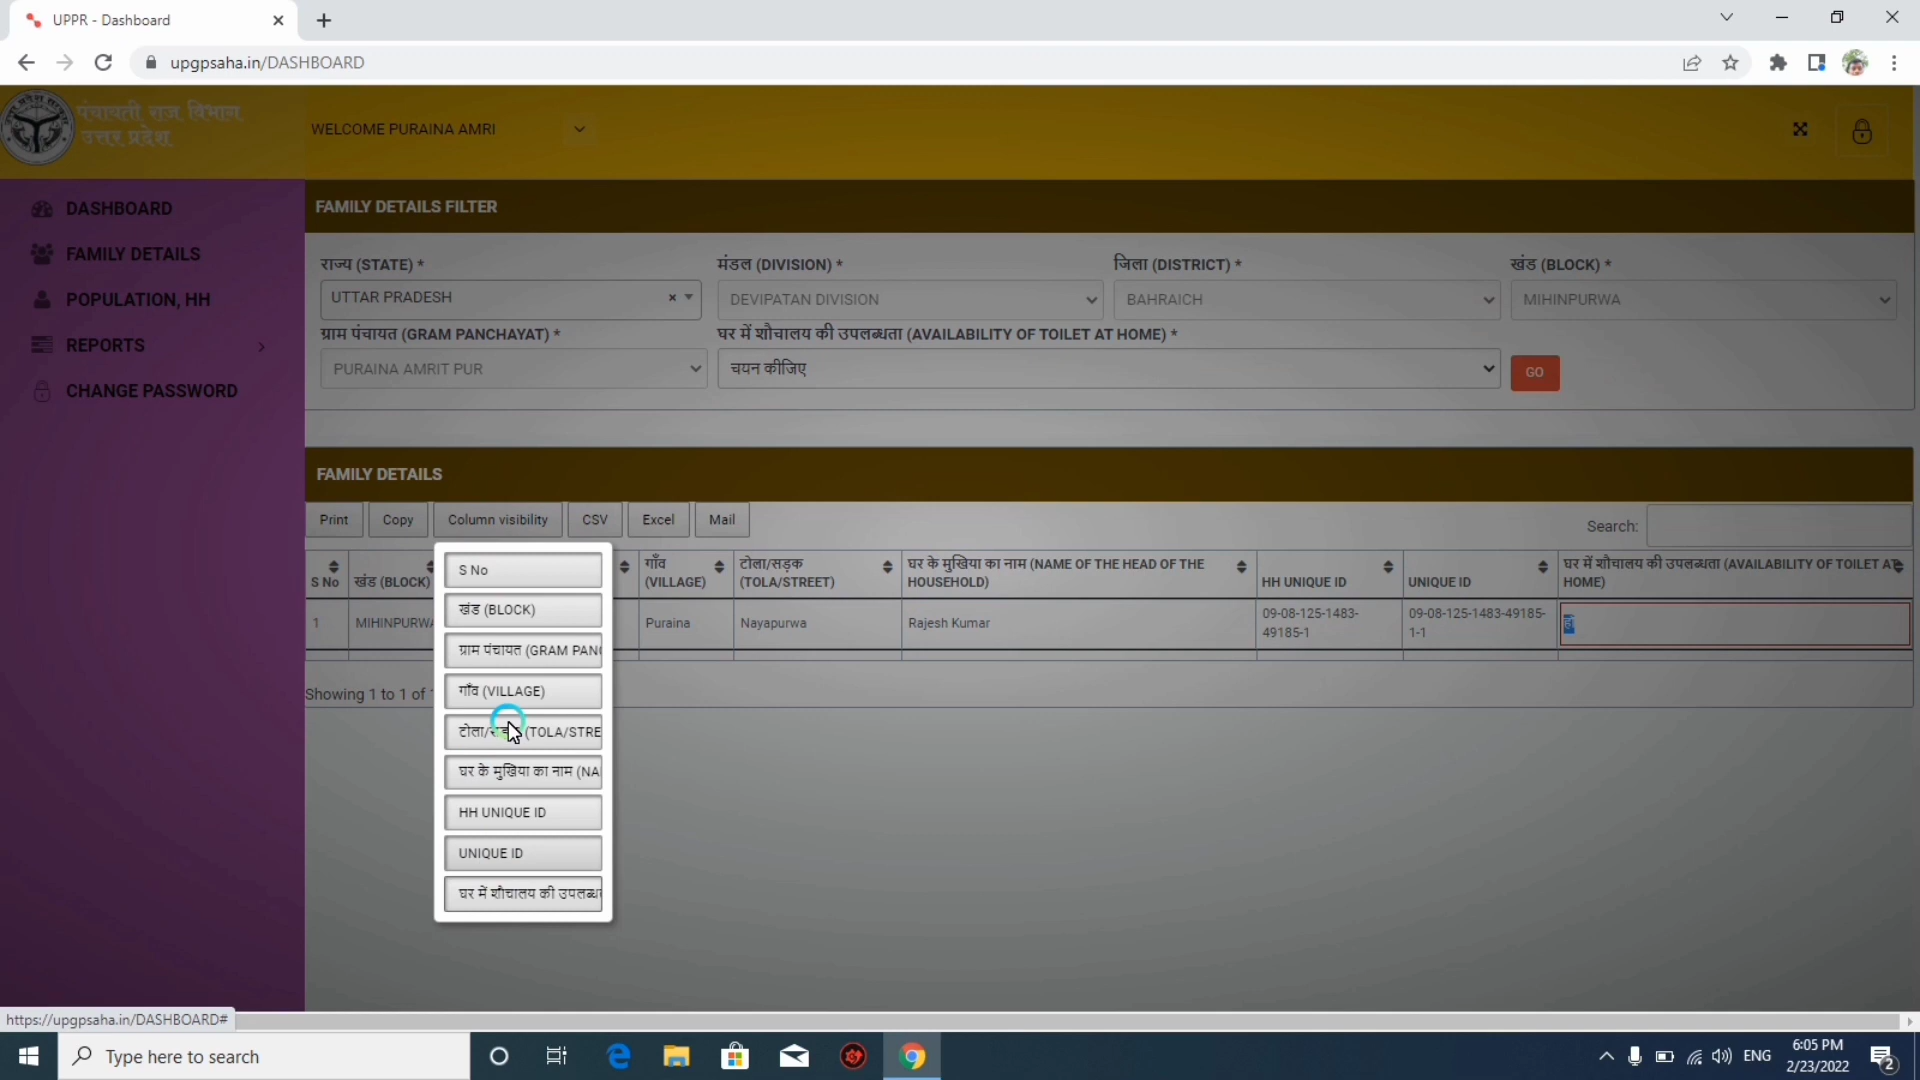 UPPR - Dashboard
upgpsaha.in/DASHBOARD
पंचायती राज विभाग
उत्तर प्रदेश
WELCOME PURAINA AMRI
DASHBOARD
FAMILY DETAILS
POPULATION, HH
REPORTS
CHANGE PASSWORD
FAMILY DETAILS FILTER
राज्य (STATE) *
मंडल (DIVISION) *
जिला (DISTRICT) *
खंड (BLOCK) *
UTTAR PRADESH
DEVIPATAN DIVISION
BAHRAICH
MIHINPURWA
ग्राम पंचायत (GRAM PANCHAYAT) *
घर में शौचालय की उपलब्धता (AVAILABILITY OF TOILET AT HOME) *
PURAINA AMRIT PUR
चयन कीजिए
GO
FAMILY DETAILS
Print
Copy
Column visibility
CSV
Excel
Mail
Search:
S No
खंड (BLOCK)
गाँव
(VILLAGE)
टोला/सड़क
(TOLA/STREET)
घर के मुखिया का नाम (NAME OF THE HEAD OF THE
HOUSEHOLD)
HH UNIQUE ID
UNIQUE ID
घर में शौचालय की उपलब्धता (AVAILABILITY OF TOILET AT
HOME)
1
MIHINPURWA
Puraina
Nayapurwa
Rajesh Kumar
09-08-125-1483-
49185-1
09-08-125-1483-49185-
1-1
हाँ
Showing 1 to 1 of
S No
खंड (BLOCK)
ग्राम पंचायत (GRAM PAN
गाँव (VILLAGE)
टोला/सड़क (TOLA/STRE
घर के मुखिया का नाम (NA
HH UNIQUE ID
UNIQUE ID
घर में शौचालय की उपलब्ध
https://upgpsaha.in/DASHBOARD#
Type here to search
ENG
6:05 PM
2/23/2022
2